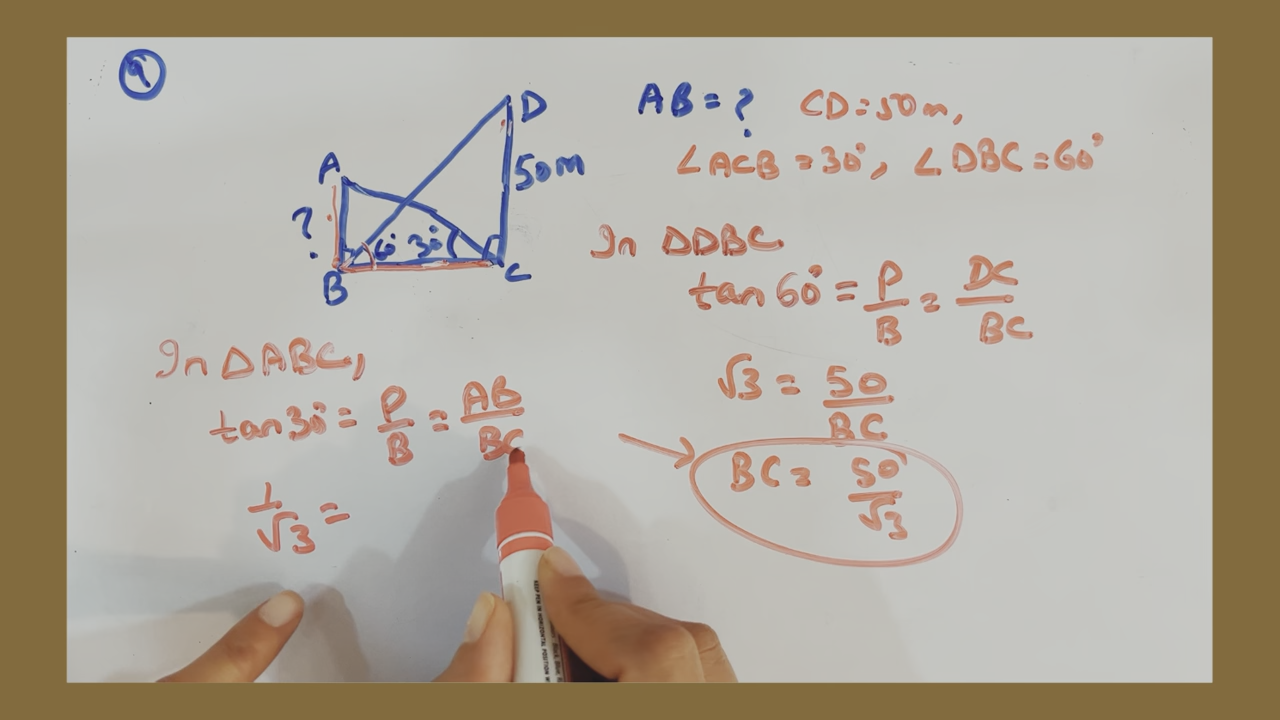 9
AB = ? CD = 50m,
∠ACB = 30°, ∠DBC = 60°
D
A
50m
?
60° 30°
B
C
In ΔDBC
tan 60° = P/B = DC/BC
√3 = 50/BC
BC = 50/√3
In ΔABC,
tan 30° = P/B = AB/BC
1/√3 =